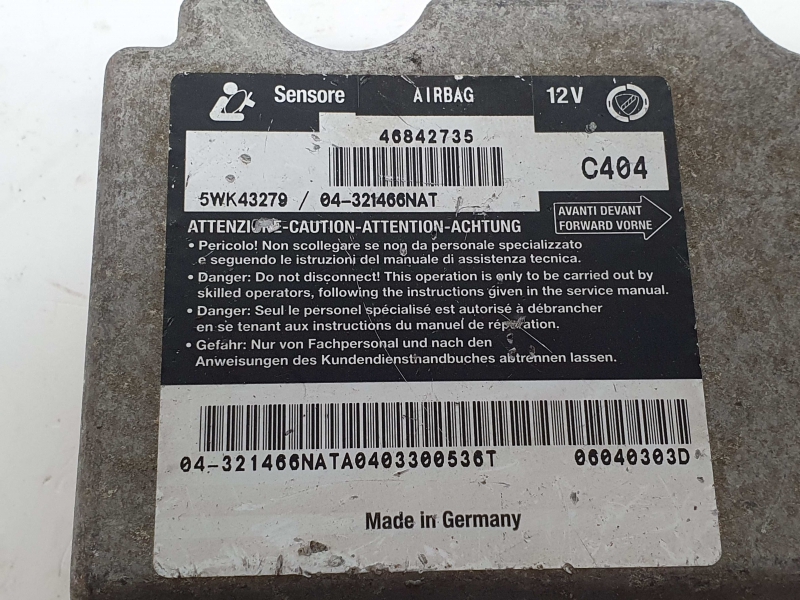 Sensore AIRBAG 12V
46842735
C404
5WK43279 / 04-321466NAT
ATTENZIONE-CAUTION-ATTENTION-ACHTUNG
AVANTI DEVANT
FORWARD VORNE
• Pericolo! Non scollegare se non da personale specializzato
e seguendo le istruzioni del manuale di assistenza tecnica.
• Danger: Do not disconnect! This operation is only to be carried out by
skilled operators, following the instructions given in the service manual.
• Danger: Seul le personel spécialisé est autorisé à débrancher
en se tenant aux instructions du manuel de réparation.
• Gefahr: Nur von Fachpersonal und nach den
Anweisungen des Kundendiensthandbuches abtrennen lassen.
04-321466NATA0403300536T 06040303D
Made in Germany